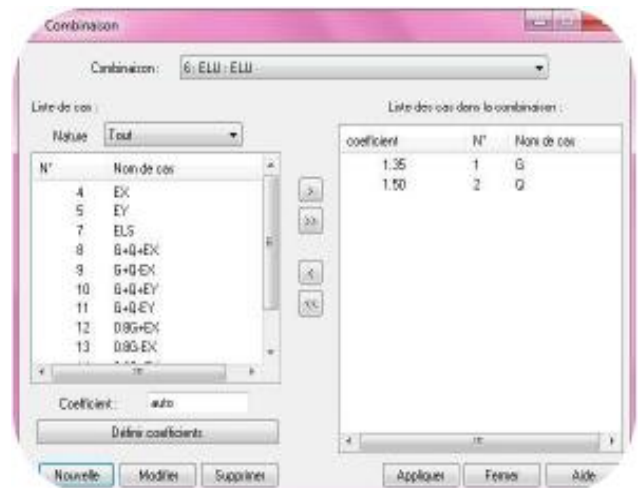 Combinaison
Combinaison : 6 : ELU : ELU
Liste de cas :
Nature Tout
N° Nom de cas
4 EX
5 EY
7 ELS
8 G+Q+EX
9 G+Q-EX
10 G+Q+EY
11 G+Q-EY
12 0.8G+EX
13 0.8G-EX
Coefficient : auto
Définir coefficients
Nouvelle Modifier Supprimer
Liste des cas dans la combinaison :
coefficient N° Nom de cas
1.35 1 G
1.50 2 Q
> 
>>
<
<<
Appliquer Fermer Aide